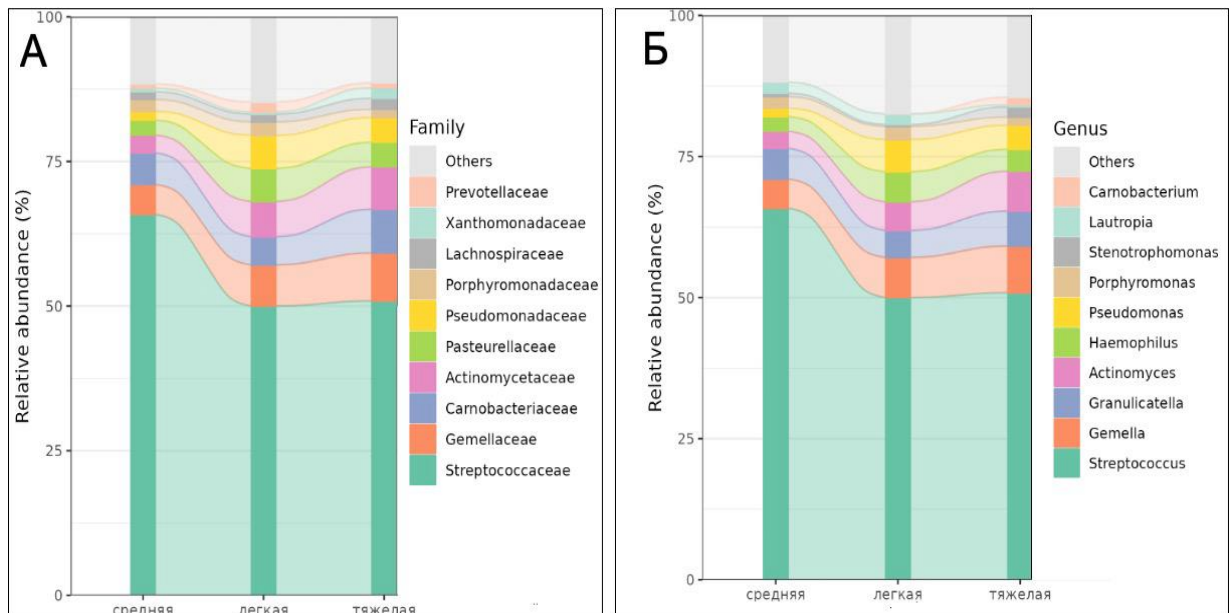 А
Relative abundance (%)
100
75
50
25
0
средняя
легкая
тяжелая
Family
Others
Prevotellaceae
Xanthomonadaceae
Lachnospiraceae
Porphyromonadaceae
Pseudomonadaceae
Pasteurellaceae
Actinomycetaceae
Carnobacteriaceae
Gemellaceae
Streptococcaceae
Б
Relative abundance (%)
100
75
50
25
0
средняя
легкая
тяжелая
Genus
Others
Carnobacterium
Lautropia
Stenotrophomonas
Porphyromonas
Pseudomonas
Haemophilus
Actinomyces
Granulicatella
Gemella
Streptococcus